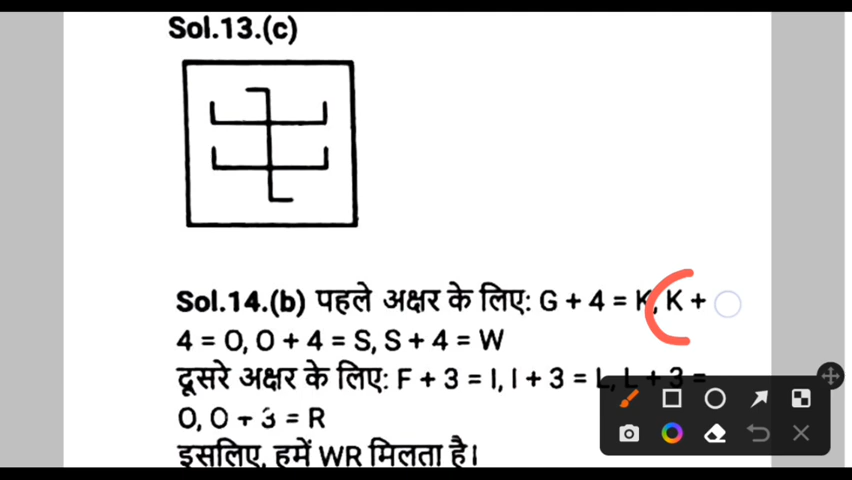 Sol.13.(c)
Sol.14.(b) पहले अक्षर के लिए: G + 4 = K, K +
4 = O, O + 4 = S, S + 4 = W
दूसरे अक्षर के लिए: F + 3 = I, I + 3 = L, L + 3 =
O, O + 3 = R
इसलिए, हमें WR मिलता है।